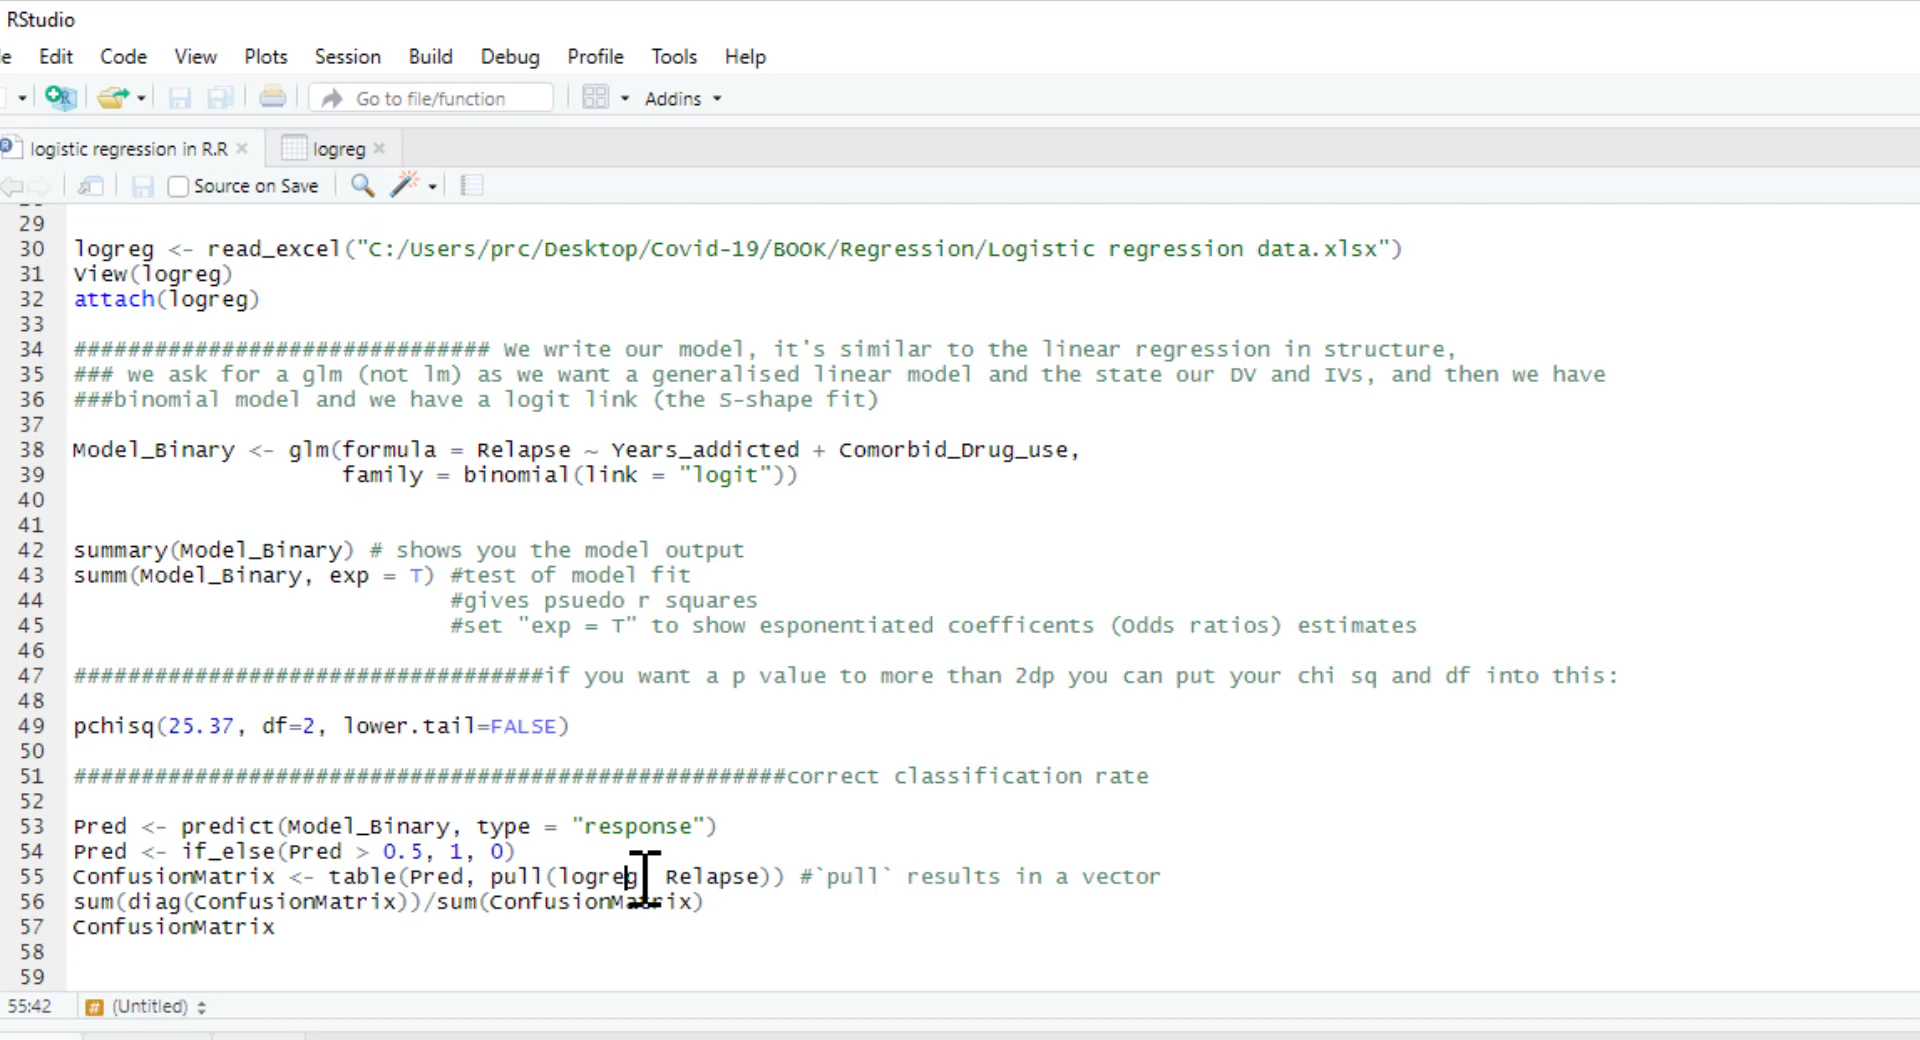 RStudio
le Edit Code View Plots Session Build Debug Profile Tools Help
Go to file/function Addins
logistic regression in R.R logreg
Source on Save
29
30 logreg <- read_excel("C:/Users/prc/Desktop/Covid-19/BOOK/Regression/Logistic regression data.xlsx")
31 View(logreg)
32 attach(logreg)
33
34 ############################### We write our model, it's similar to the linear regression in structure,
35 ### we ask for a glm (not lm) as we want a generalised linear model and the state our DV and IVs, and then we have
36 ###binomial model and we have a logit link (the S-shape fit)
37
38 Model_Binary <- glm(formula = Relapse ~ Years_addicted + Comorbid_Drug_use,
39 family = binomial(link = "logit"))
40
41
42 summary(Model_Binary) # shows you the model output
43 summ(Model_Binary, exp = T) #test of model fit
44 #gives psuedo r squares
45 #set "exp = T" to show esponentiated coefficents (Odds ratios) estimates
46
47 ###################################if you want a p value to more than 2dp you can put your chi sq and df into this:
48
49 pchisq(25.37, df=2, lower.tail=FALSE)
50
51 #####################################################correct classification rate
52
53 Pred <- predict(Model_Binary, type = "response")
54 Pred <- if_else(Pred > 0.5, 1, 0)
55 ConfusionMatrix <- table(Pred, pull(logreg, Relapse)) #`pull` results in a vector
56 sum(diag(ConfusionMatrix))/sum(ConfusionMatrix)
57 ConfusionMatrix
58
59
55:42 # (Untitled)